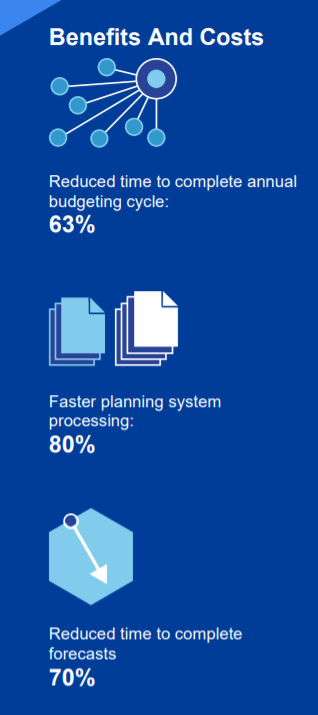 Benefits And Costs
Reduced time to complete annual
budgeting cycle:
63%
Faster planning system
processing:
80%
Reduced time to complete
forecasts
70%